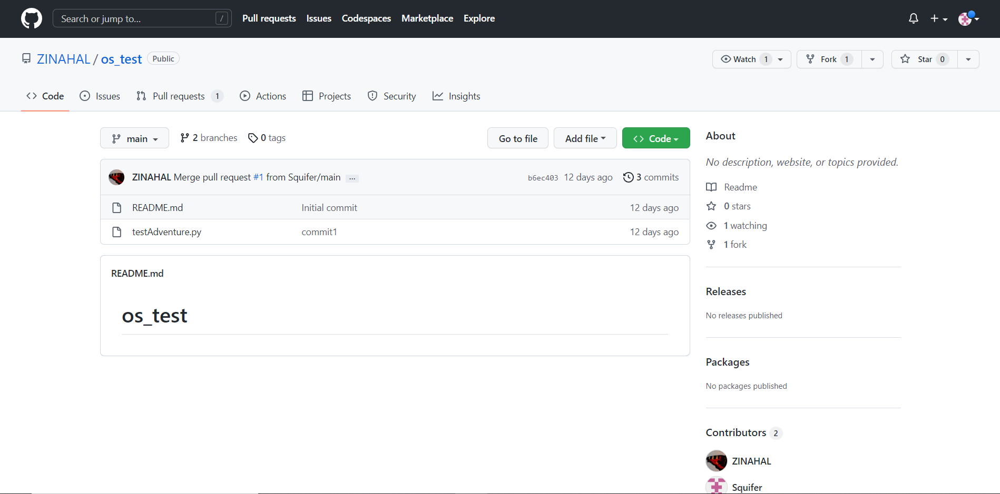 Search or jump to... / Pull requests Issues Codespaces Marketplace Explore
ZINAHAL / os_test Public Watch 1 Fork 1 Star 0
Code Issues Pull requests 1 Actions Projects Security Insights
main 2 branches 0 tags Go to file Add file Code
ZINAHAL Merge pull request #1 from Squifer/main ... b6ec403 12 days ago 3 commits
README.md Initial commit 12 days ago
testAdventure.py commit1 12 days ago
README.md
os_test
About
No description, website, or topics provided.
Readme
0 stars
1 watching
1 fork
Releases
No releases published
Packages
No packages published
Contributors 2
ZINAHAL
Squifer